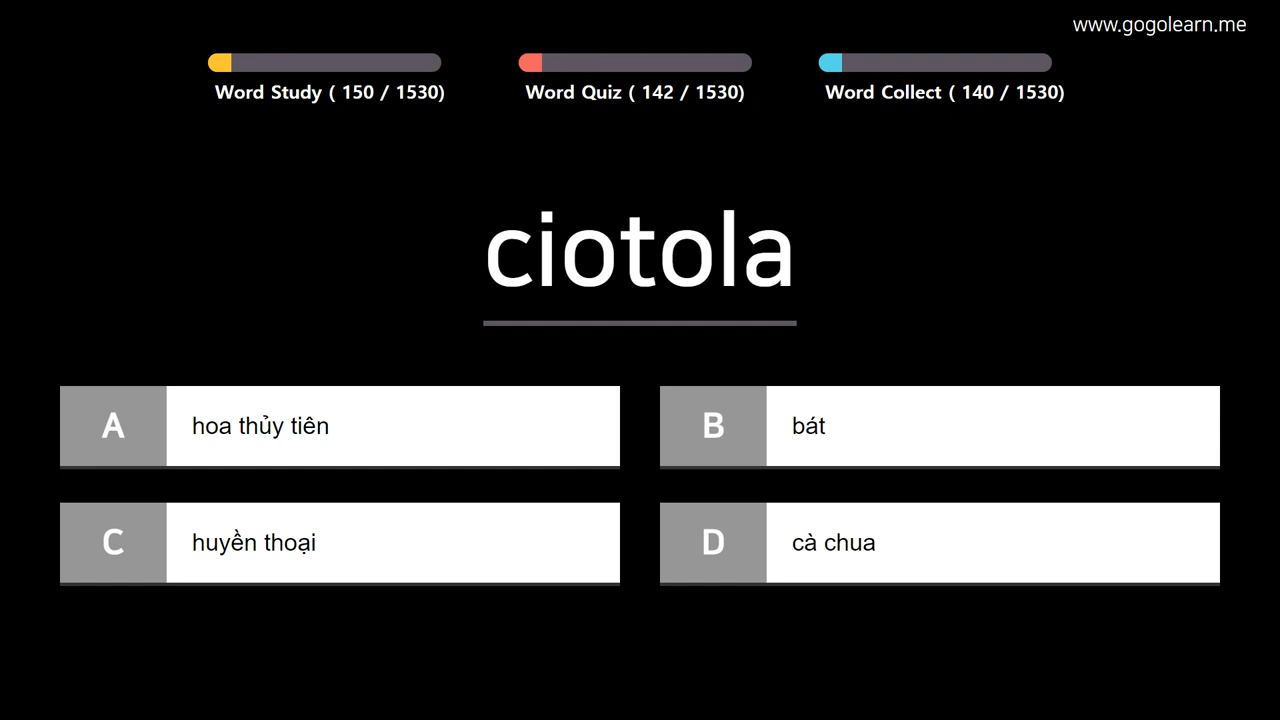 www.gogolearn.me
Word Study ( 150 / 1530)
Word Quiz ( 142 / 1530)
Word Collect ( 140 / 1530)
ciotola
A hoa thủy tiên
B bát
C huyền thoại
D cà chua